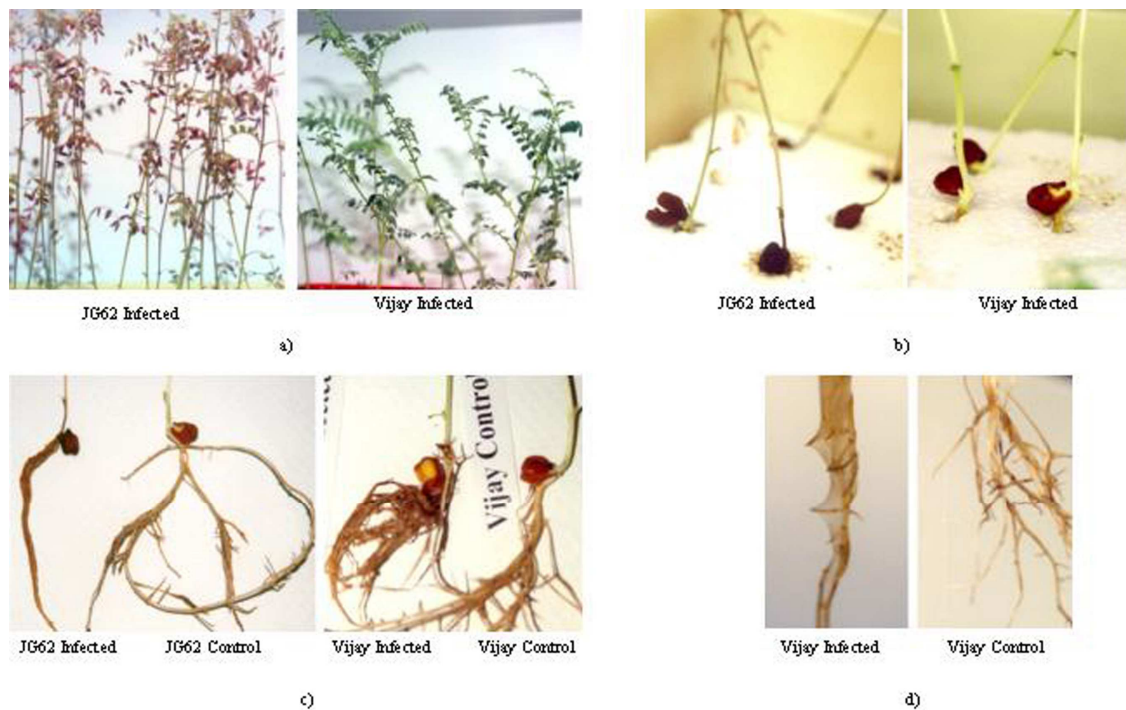 JG62 Infected
Vijay Infected
a)
JG62 Infected
Vijay Infected
b)
Vijay Control
JG62 Infected
JG62 Control
Vijay Infected
Vijay Control
c)
Vijay Infected
Vijay Control
d)